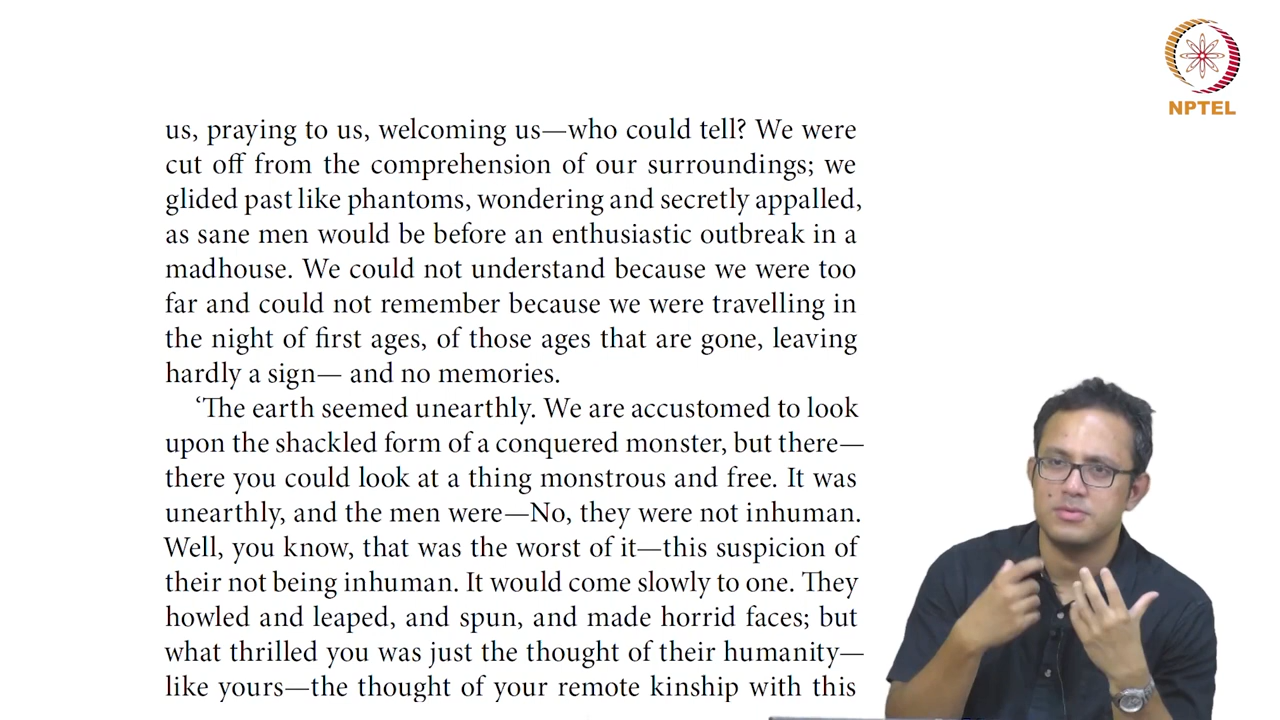 NPTEL
us, praying to us, welcoming us—who could tell? We were
cut off from the comprehension of our surroundings; we
glided past like phantoms, wondering and secretly appalled,
as sane men would be before an enthusiastic outbreak in a
madhouse. We could not understand because we were too
far and could not remember because we were travelling in
the night of first ages, of those ages that are gone, leaving
hardly a sign— and no memories.
‘The earth seemed unearthly. We are accustomed to look
upon the shackled form of a conquered monster, but there—
there you could look at a thing monstrous and free. It was
unearthly, and the men were—No, they were not inhuman.
Well, you know, that was the worst of it—this suspicion of
their not being inhuman. It would come slowly to one. They
howled and leaped, and spun, and made horrid faces; but
what thrilled you was just the thought of their humanity—
like yours—the thought of your remote kinship with this